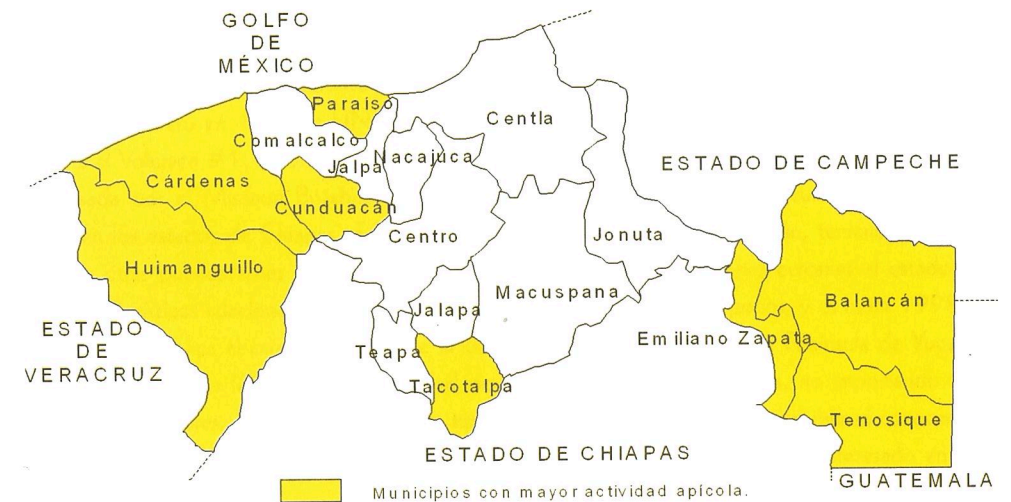 GOLFO
DE
MÉXICO
Paraiso
Centla
Comalcalco
Nacajuca
Jalpa
ESTADO DE CAMPECHE
Cárdenas
Cunduacán
Centro
Jonuta
Huimanguillo
Macuspana
Balancán
Jalapa
ESTADO
DE
VERACRUZ
Emiliano Zapata
Teapa
Tacotalpa
Tenosique
ESTADO DE CHIAPAS
GUATEMALA
Municipios con mayor actividad apícola.